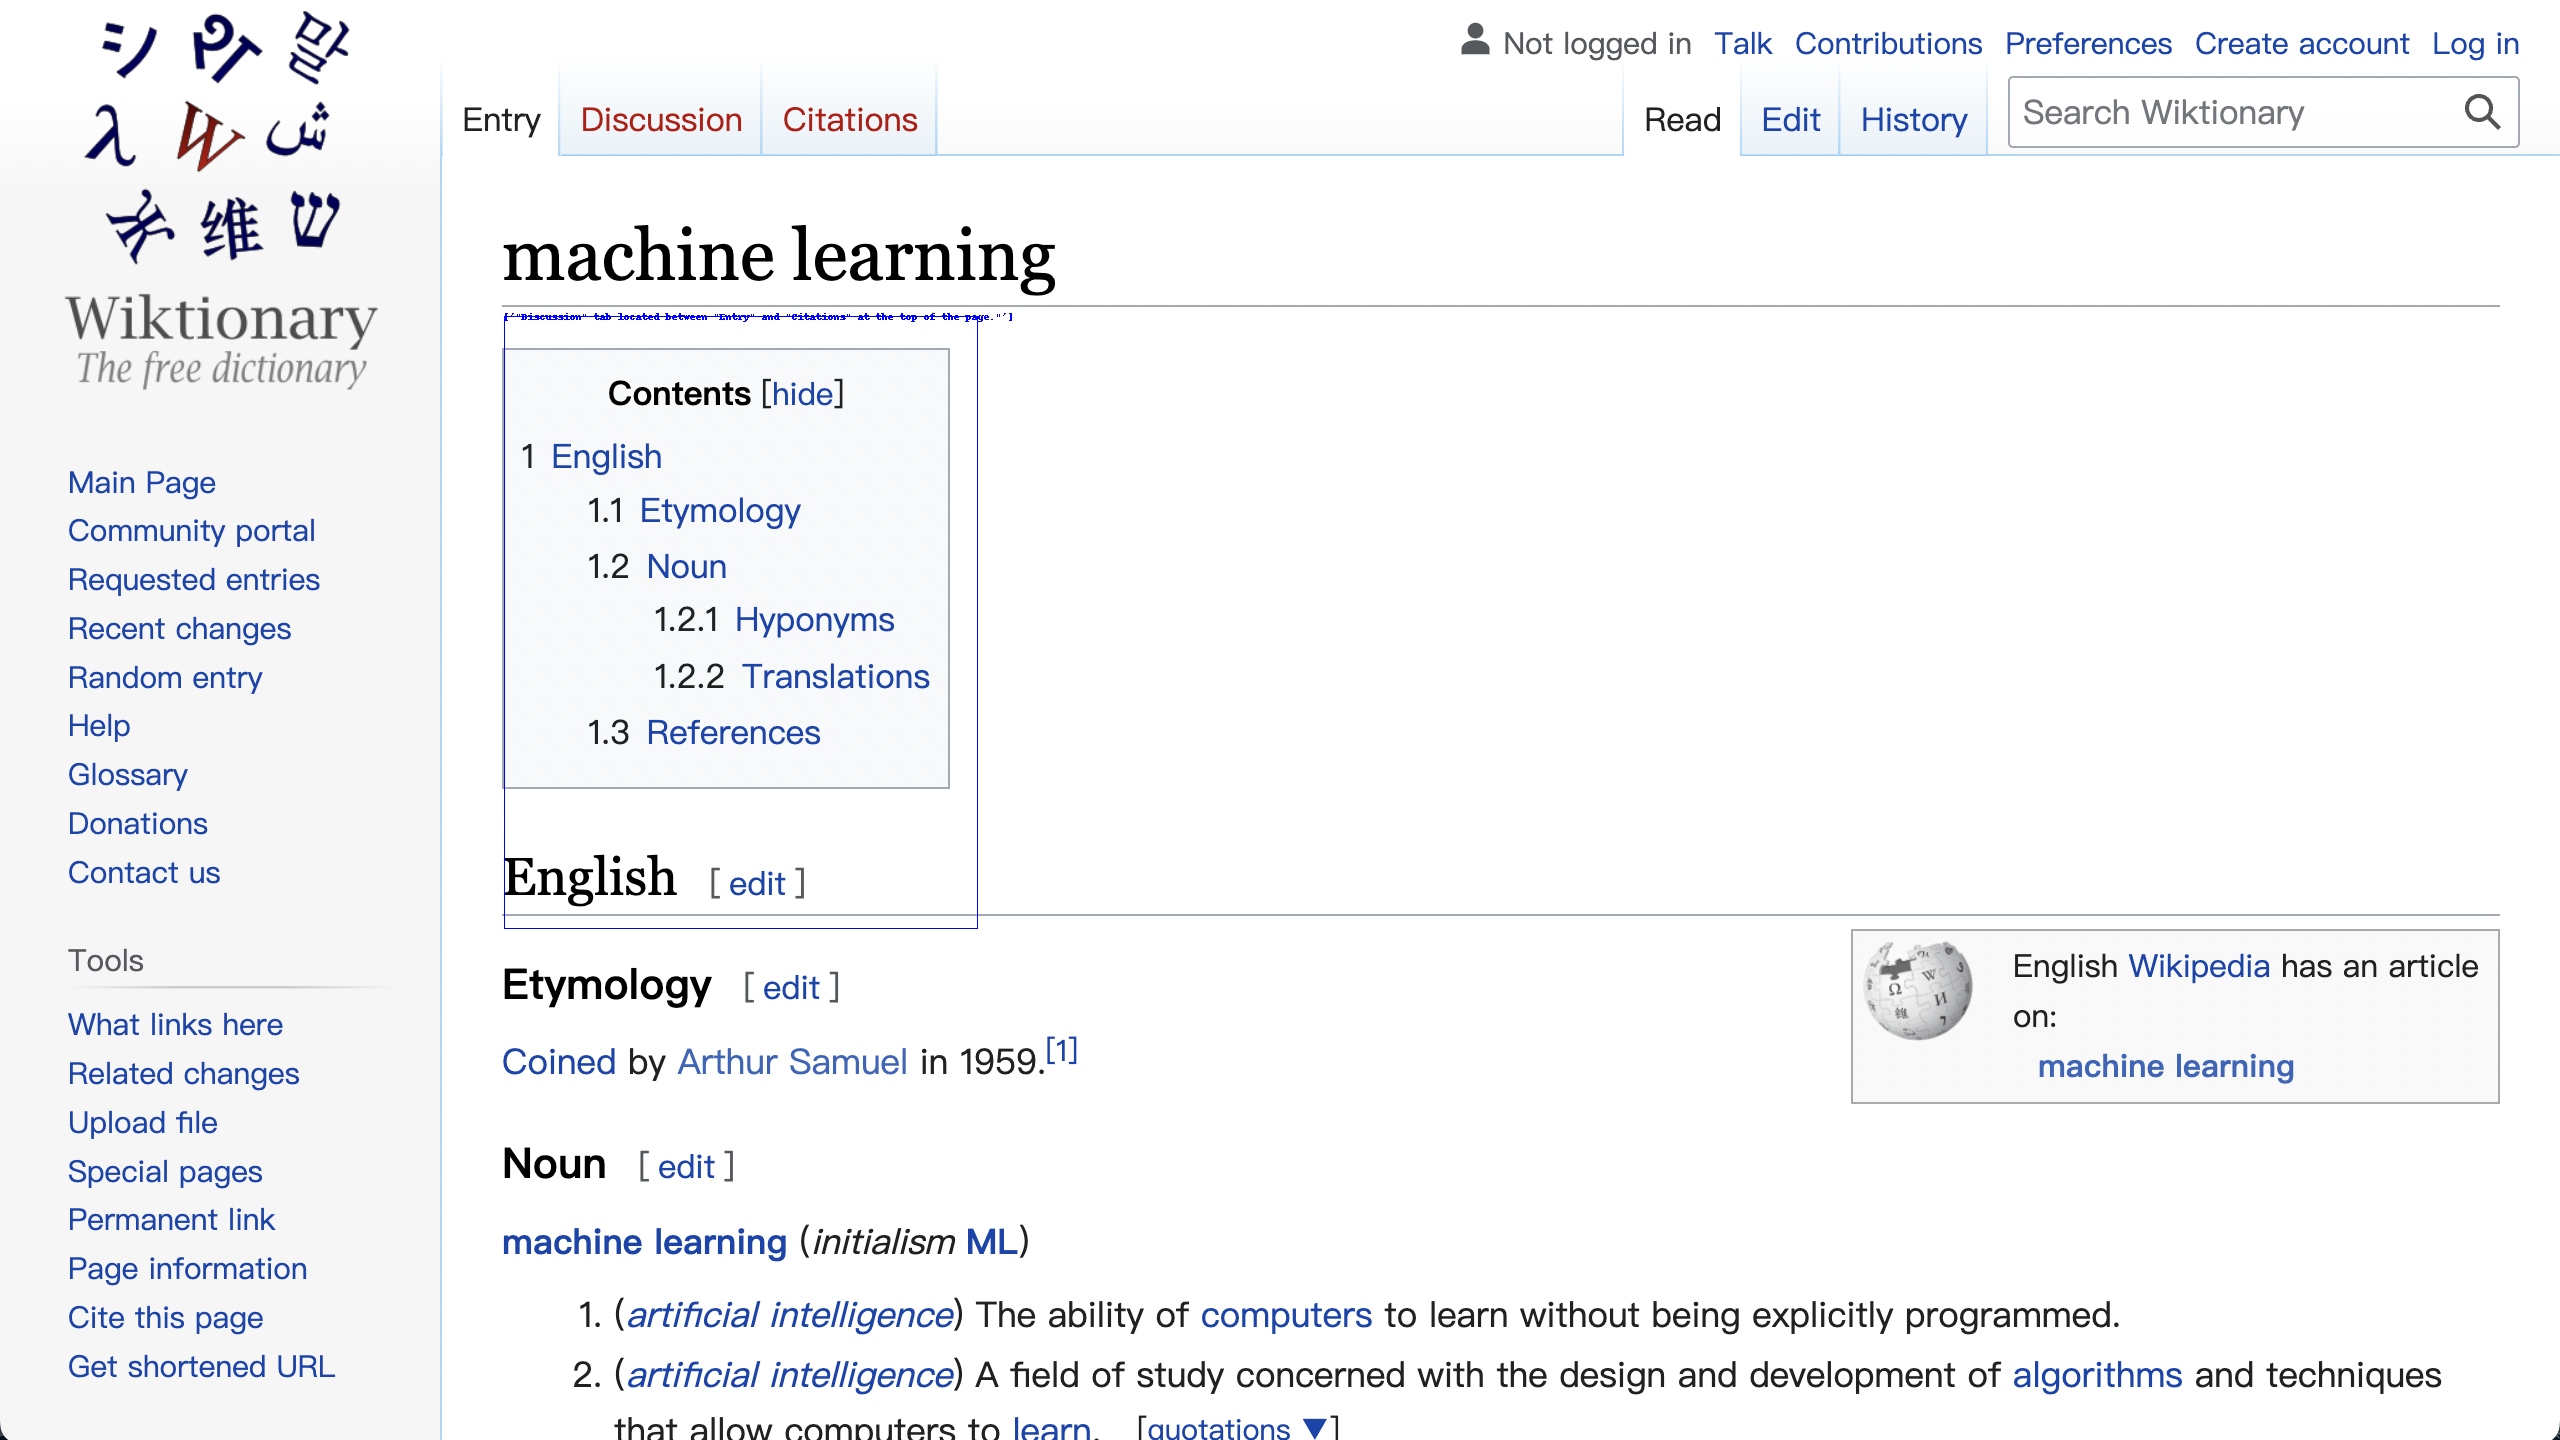 シ 말
λ W ش
维 ש
Wiktionary
The free dictionary
Not logged in Talk Contributions Preferences Create account Log in
Entry Discussion Citations Read Edit History Search Wiktionary
Main Page
Community portal
Requested entries
Recent changes
Random entry
Help
Glossary
Donations
Contact us
Tools
What links here
Related changes
Upload file
Special pages
Permanent link
Page information
Cite this page
Get shortened URL
machine learning
['"Discussion" tab located between "Entry" and "Citations" at the top of the page."']
Contents [hide]
1 English
1.1 Etymology
1.2 Noun
1.2.1 Hyponyms
1.2.2 Translations
1.3 References
English [ edit ]
English Wikipedia has an article
on:
machine learning
Etymology [ edit ]
Coined by Arthur Samuel in 1959.[1]
Noun [ edit ]
machine learning (initialism ML)
1. (artificial intelligence) The ability of computers to learn without being explicitly programmed.
2. (artificial intelligence) A field of study concerned with the design and development of algorithms and techniques
that allow computers to learn. [quotations ▼]